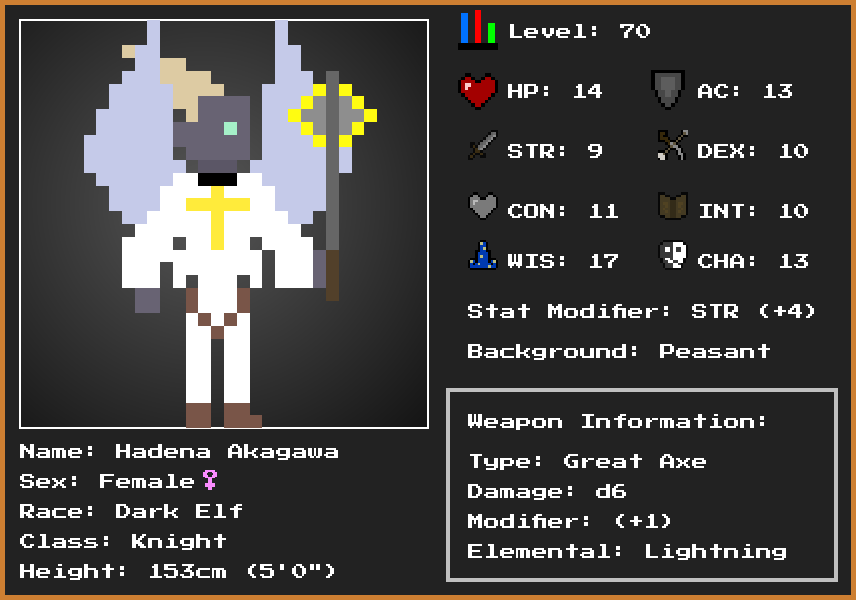 Level: 70
HP: 14
AC: 13
STR: 9
DEX: 10
CON: 11
INT: 10
WIS: 17
CHA: 13
Stat Modifier: STR (+4)
Background: Peasant
Weapon Information:
Type: Great Axe
Damage: d6
Modifier: (+1)
Elemental: Lightning
Name: Hadena Akagawa
Sex: Female♀
Race: Dark Elf
Class: Knight
Height: 153cm (5'0")